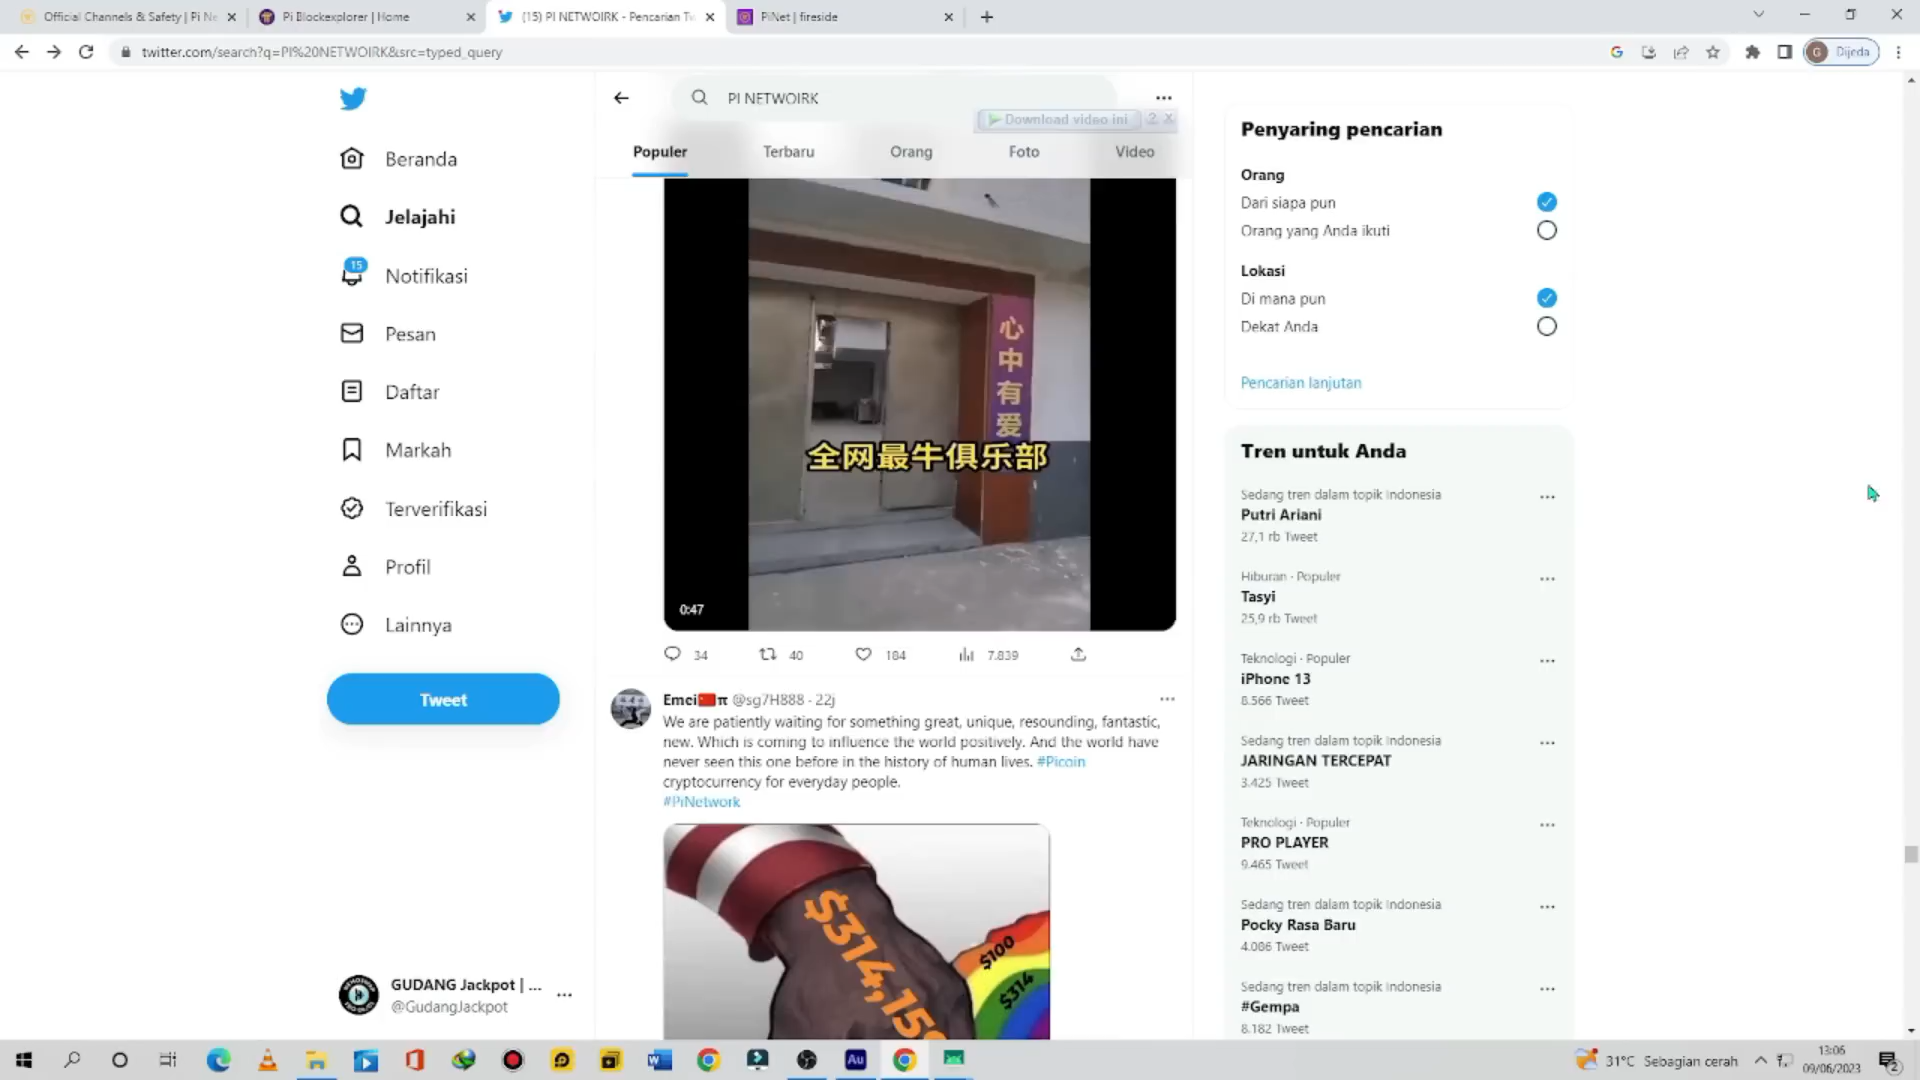 Official Channels & Safety | Pi Ne
Pi Blockexplorer | Home
(15) PI NETWOIRK - Pencarian Tw
PiNet | fireside
twitter.com/search?q=PI%20NETWOIRK&src=typed_query
Dijeda
Beranda
Jelajahi
15
Notifikasi
Pesan
Daftar
Markah
Terverifikasi
Profil
Lainnya
Tweet
GUDANG Jackpot | ...
@GudangJackpot
PI NETWOIRK
Download video ini
Populer
Terbaru
Orang
Foto
Video
心中有爱
全网最牛俱乐部
0:47
34
40
184
7.839
Emei🇨🇳π @sg7H888 · 22j
We are patiently waiting for something great, unique, resounding, fantastic,
new. Which is coming to influence the world positively. And the world have
never seen this one before in the history of human lives. #Picoin
cryptocurrency for everyday people.
#PiNetwork
$314,159
$100
$314
Penyaring pencarian
Orang
Dari siapa pun
Orang yang Anda ikuti
Lokasi
Di mana pun
Dekat Anda
Pencarian lanjutan
Tren untuk Anda
Sedang tren dalam topik Indonesia
Putri Ariani
27,1 rb Tweet
Hiburan · Populer
Tasyi
25,9 rb Tweet
Teknologi · Populer
iPhone 13
8.566 Tweet
Sedang tren dalam topik Indonesia
JARINGAN TERCEPAT
3.425 Tweet
Teknologi · Populer
PRO PLAYER
9.465 Tweet
Sedang tren dalam topik Indonesia
Pocky Rasa Baru
4.086 Tweet
Sedang tren dalam topik Indonesia
#Gempa
8.182 Tweet
31°C Sebagian cerah
13:06
09/06/2023